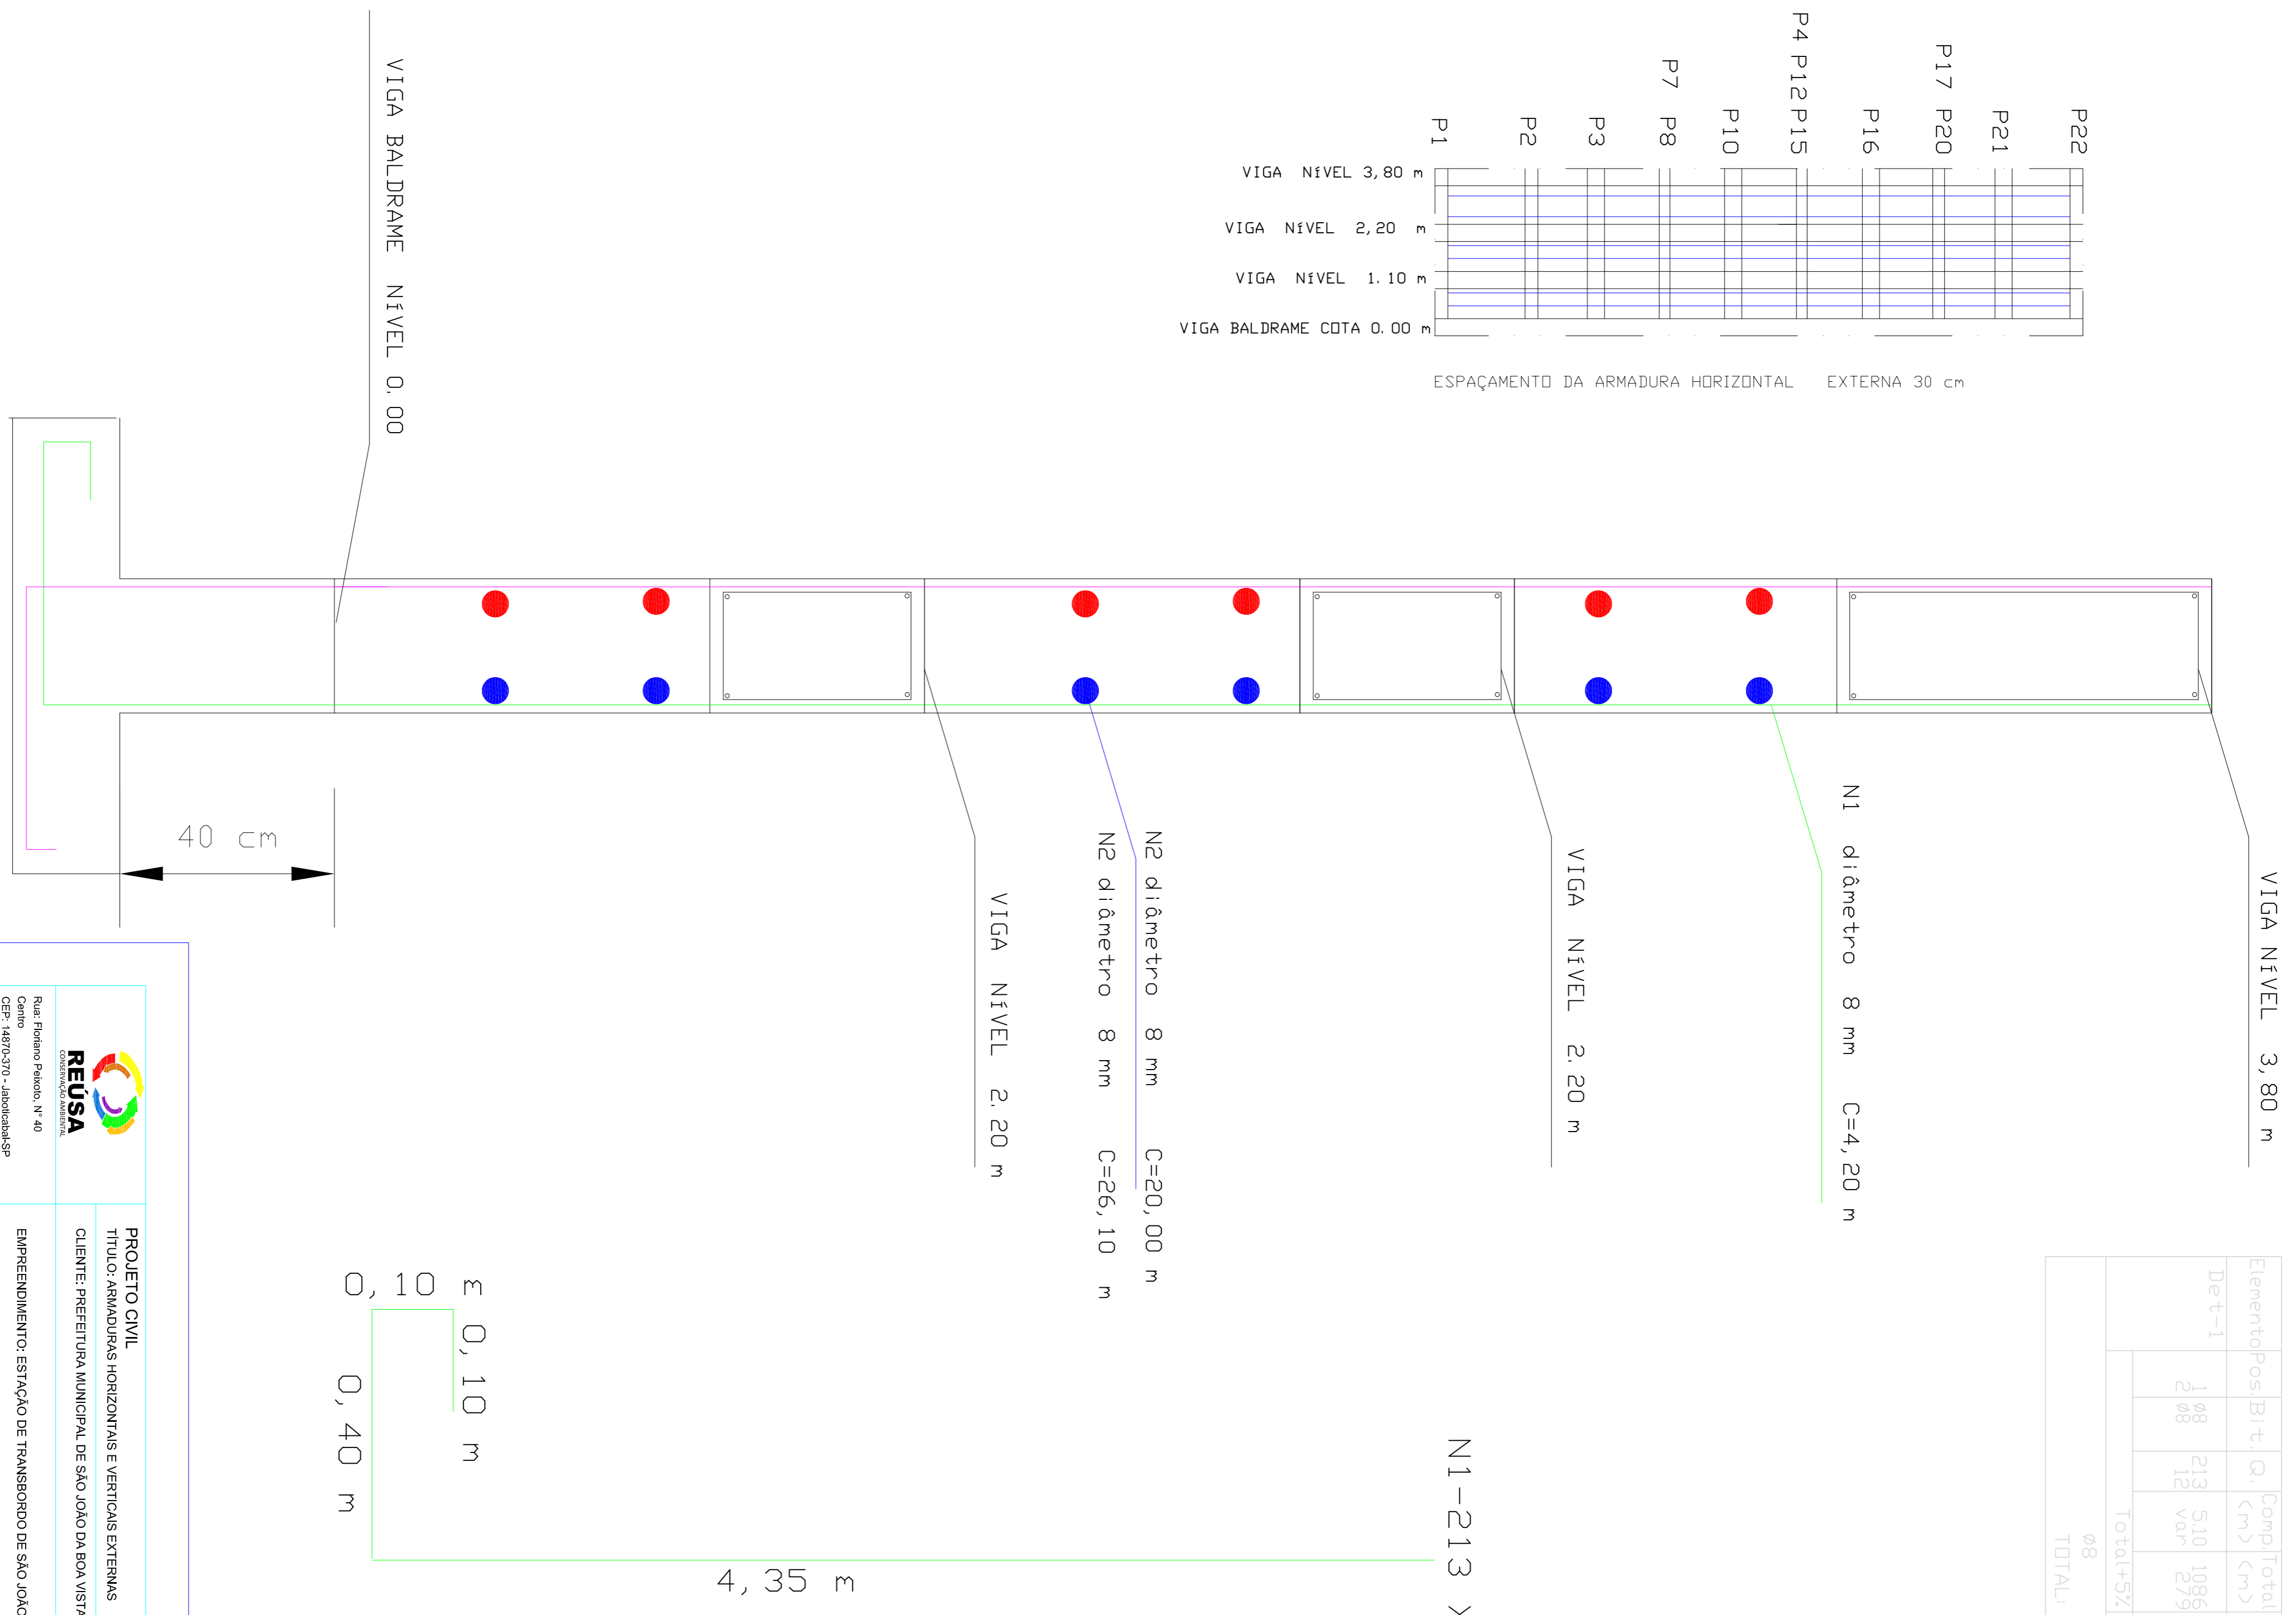 P1
P2
P3
P7 P8
P10
P4 P12 P15
P16
P17 P20
P21
P22
VIGA NíVEL 3,80 m
VIGA NíVEL 2,20 m
VIGA NíVEL 1.10 m
VIGA BALDRAME COTA 0.00 m
ESPAÇAMENTO DA ARMADURA HORIZONTAL EXTERNA 30 cm
VIGA BALDRAME NíVEL 0.00
40 cm
VIGA NíVEL 3,80 m
N1 diâmetro 8 mm C=4,20 m
VIGA NíVEL 2.20 m
N2 diâmetro 8 mm C=20,00 m
N2 diâmetro 8 mm C=26,10 m
VIGA NíVEL 2.20 m
0,10 m
0,10 m
0,40 m
4,35 m
N1-213
Elemento Pos. Bit. Q. Comp. Total
(m) (m)
Det-1
1 ø8 213 510 1086
2 ø8 12 var 279
Total+5%
ø8
TOTAL:
REÚSA
CONSERVAÇÃO AMBIENTAL
Rua: Floriano Peixoto, N° 40
Centro
CEP: 14870-370 - Jaboticabal-SP
PROJETO CIVIL
TÍTULO: ARMADURAS HORIZONTAIS E VERTICAIS EXTERNAS
CLIENTE: PREFEITURA MUNICIPAL DE SÃO JOÃO DA BOA VISTA
EMPREENDIMENTO: ESTAÇÃO DE TRANSBORDO DE SÃO JOÃO